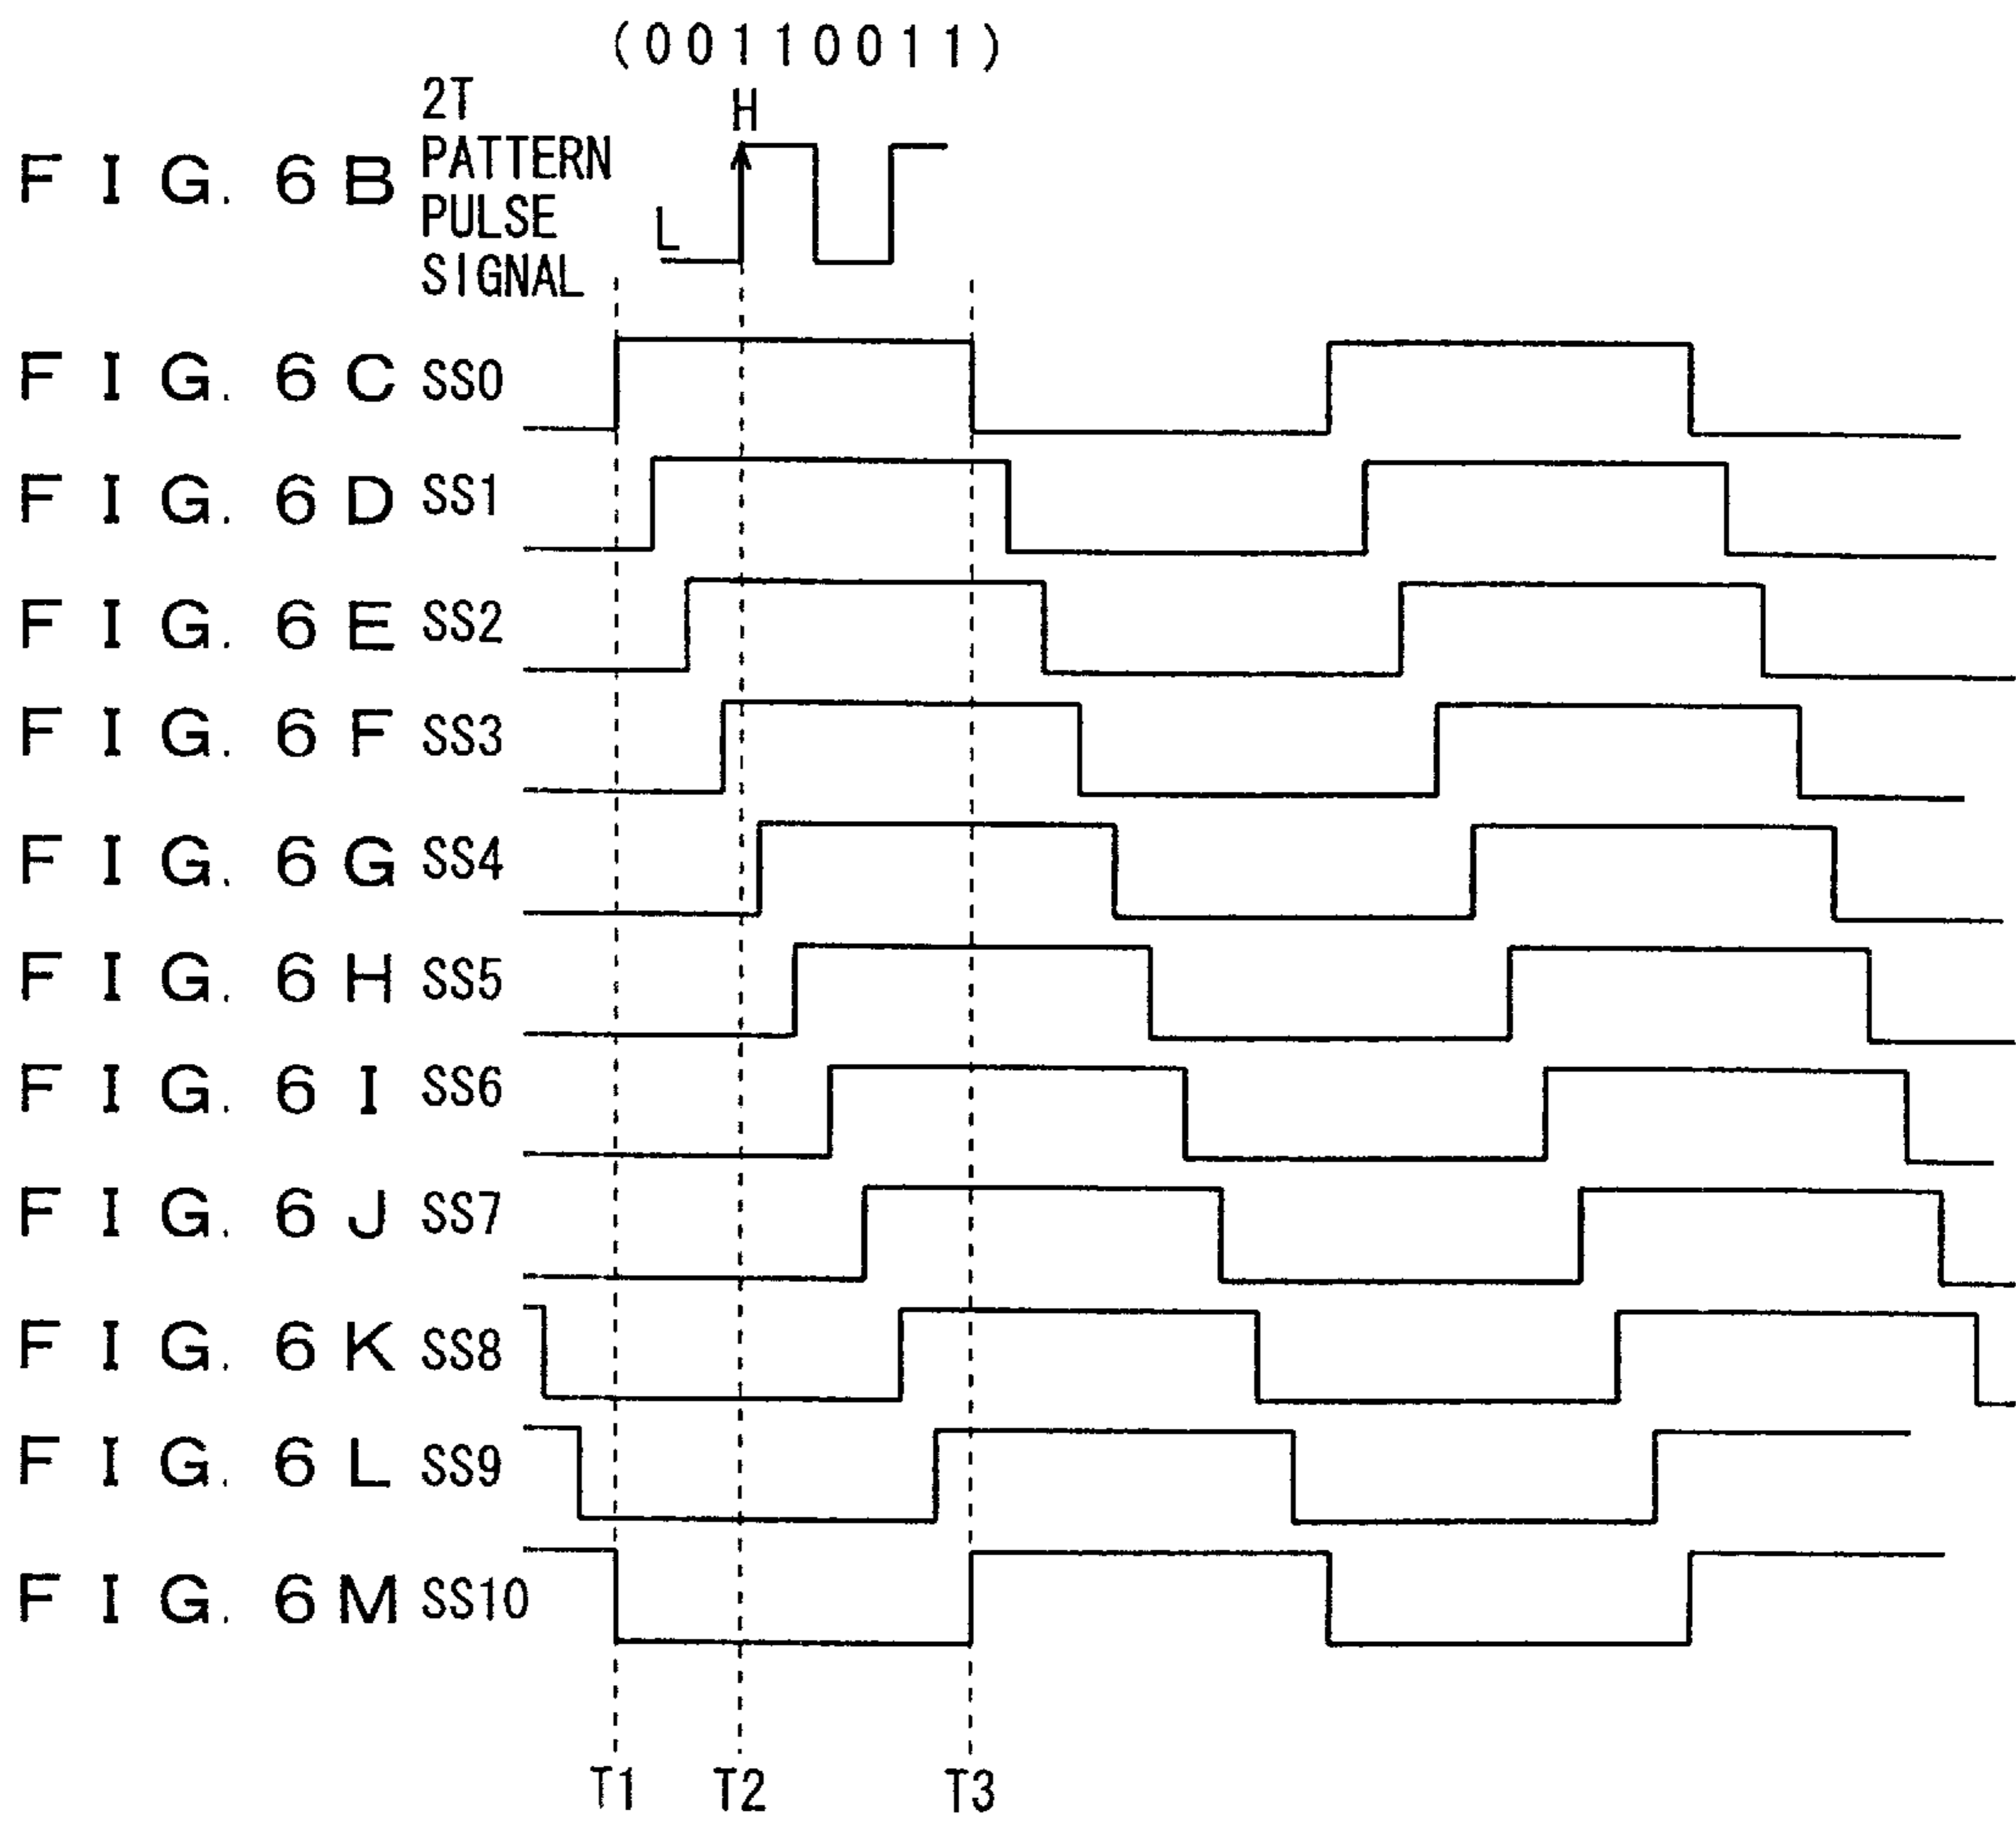 (00110011)
FIG. 6B
2T
PATTERN
PULSE
SIGNAL
H
L
FIG. 6C SS0
FIG. 6D SS1
FIG. 6E SS2
FIG. 6F SS3
FIG. 6G SS4
FIG. 6H SS5
FIG. 6I SS6
FIG. 6J SS7
FIG. 6K SS8
FIG. 6L SS9
FIG. 6M SS10
T1 T2 T3